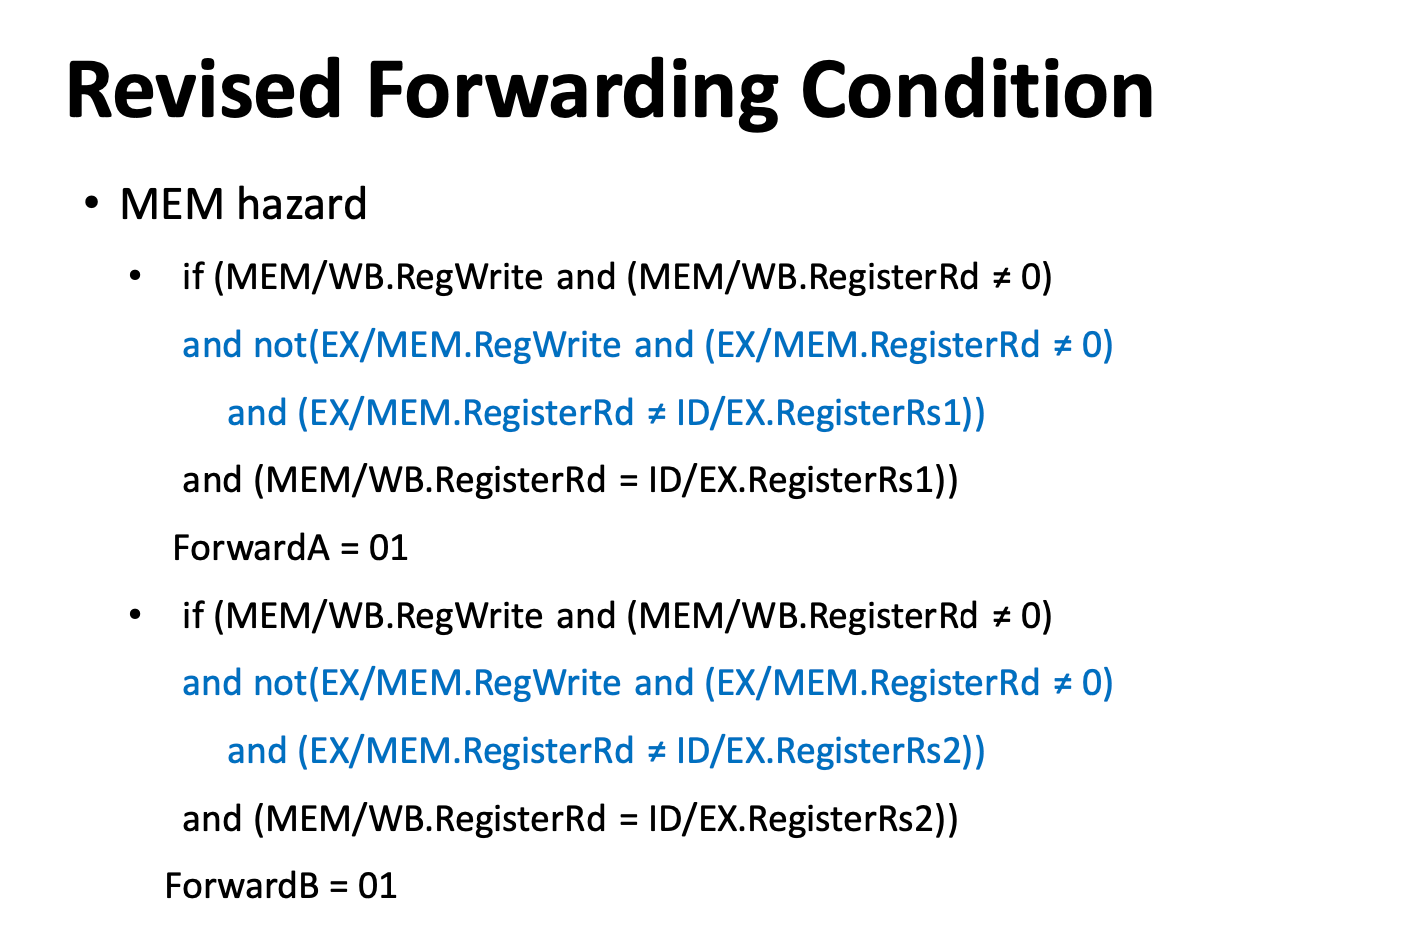 Revised Forwarding Condition
• MEM hazard
• if (MEM/WB.RegWrite and (MEM/WB.RegisterRd ≠ 0)
and not(EX/MEM.RegWrite and (EX/MEM.RegisterRd ≠ 0)
and (EX/MEM.RegisterRd ≠ ID/EX.RegisterRs1))
and (MEM/WB.RegisterRd = ID/EX.RegisterRs1))
ForwardA = 01
• if (MEM/WB.RegWrite and (MEM/WB.RegisterRd ≠ 0)
and not(EX/MEM.RegWrite and (EX/MEM.RegisterRd ≠ 0)
and (EX/MEM.RegisterRd ≠ ID/EX.RegisterRs2))
and (MEM/WB.RegisterRd = ID/EX.RegisterRs2))
ForwardB = 01